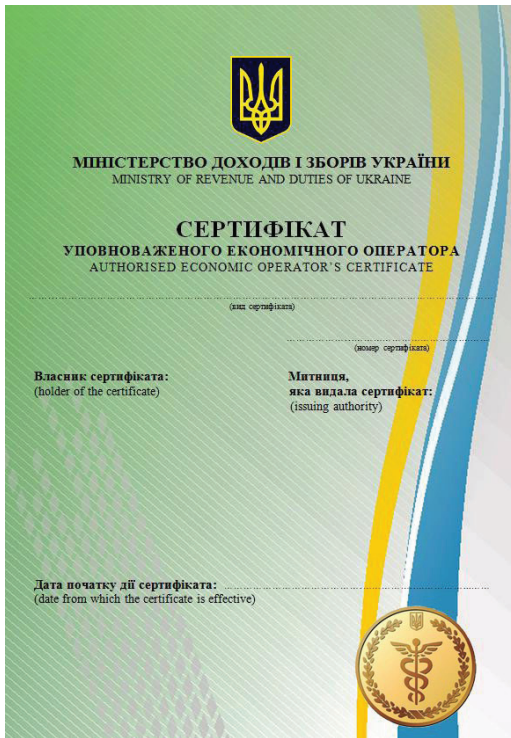 МІНІСТЕРСТВО ДОХОДІВ І ЗБОРІВ УКРАЇНИ
MINISTRY OF REVENUE AND DUTIES OF UKRAINE
СЕРТИФІКАТ
УПОВНОВАЖЕНОГО ЕКОНОМІЧНОГО ОПЕРАТОРА
AUTHORISED ECONOMIC OPERATOR'S CERTIFICATE
(вид сертифіката)
(номер сертифіката)
Власник сертифіката:
(holder of the certificate)
Митниця,
яка видала сертифікат:
(issuing authority)
Дата початку дії сертифіката:
(date from which the certificate is effective)